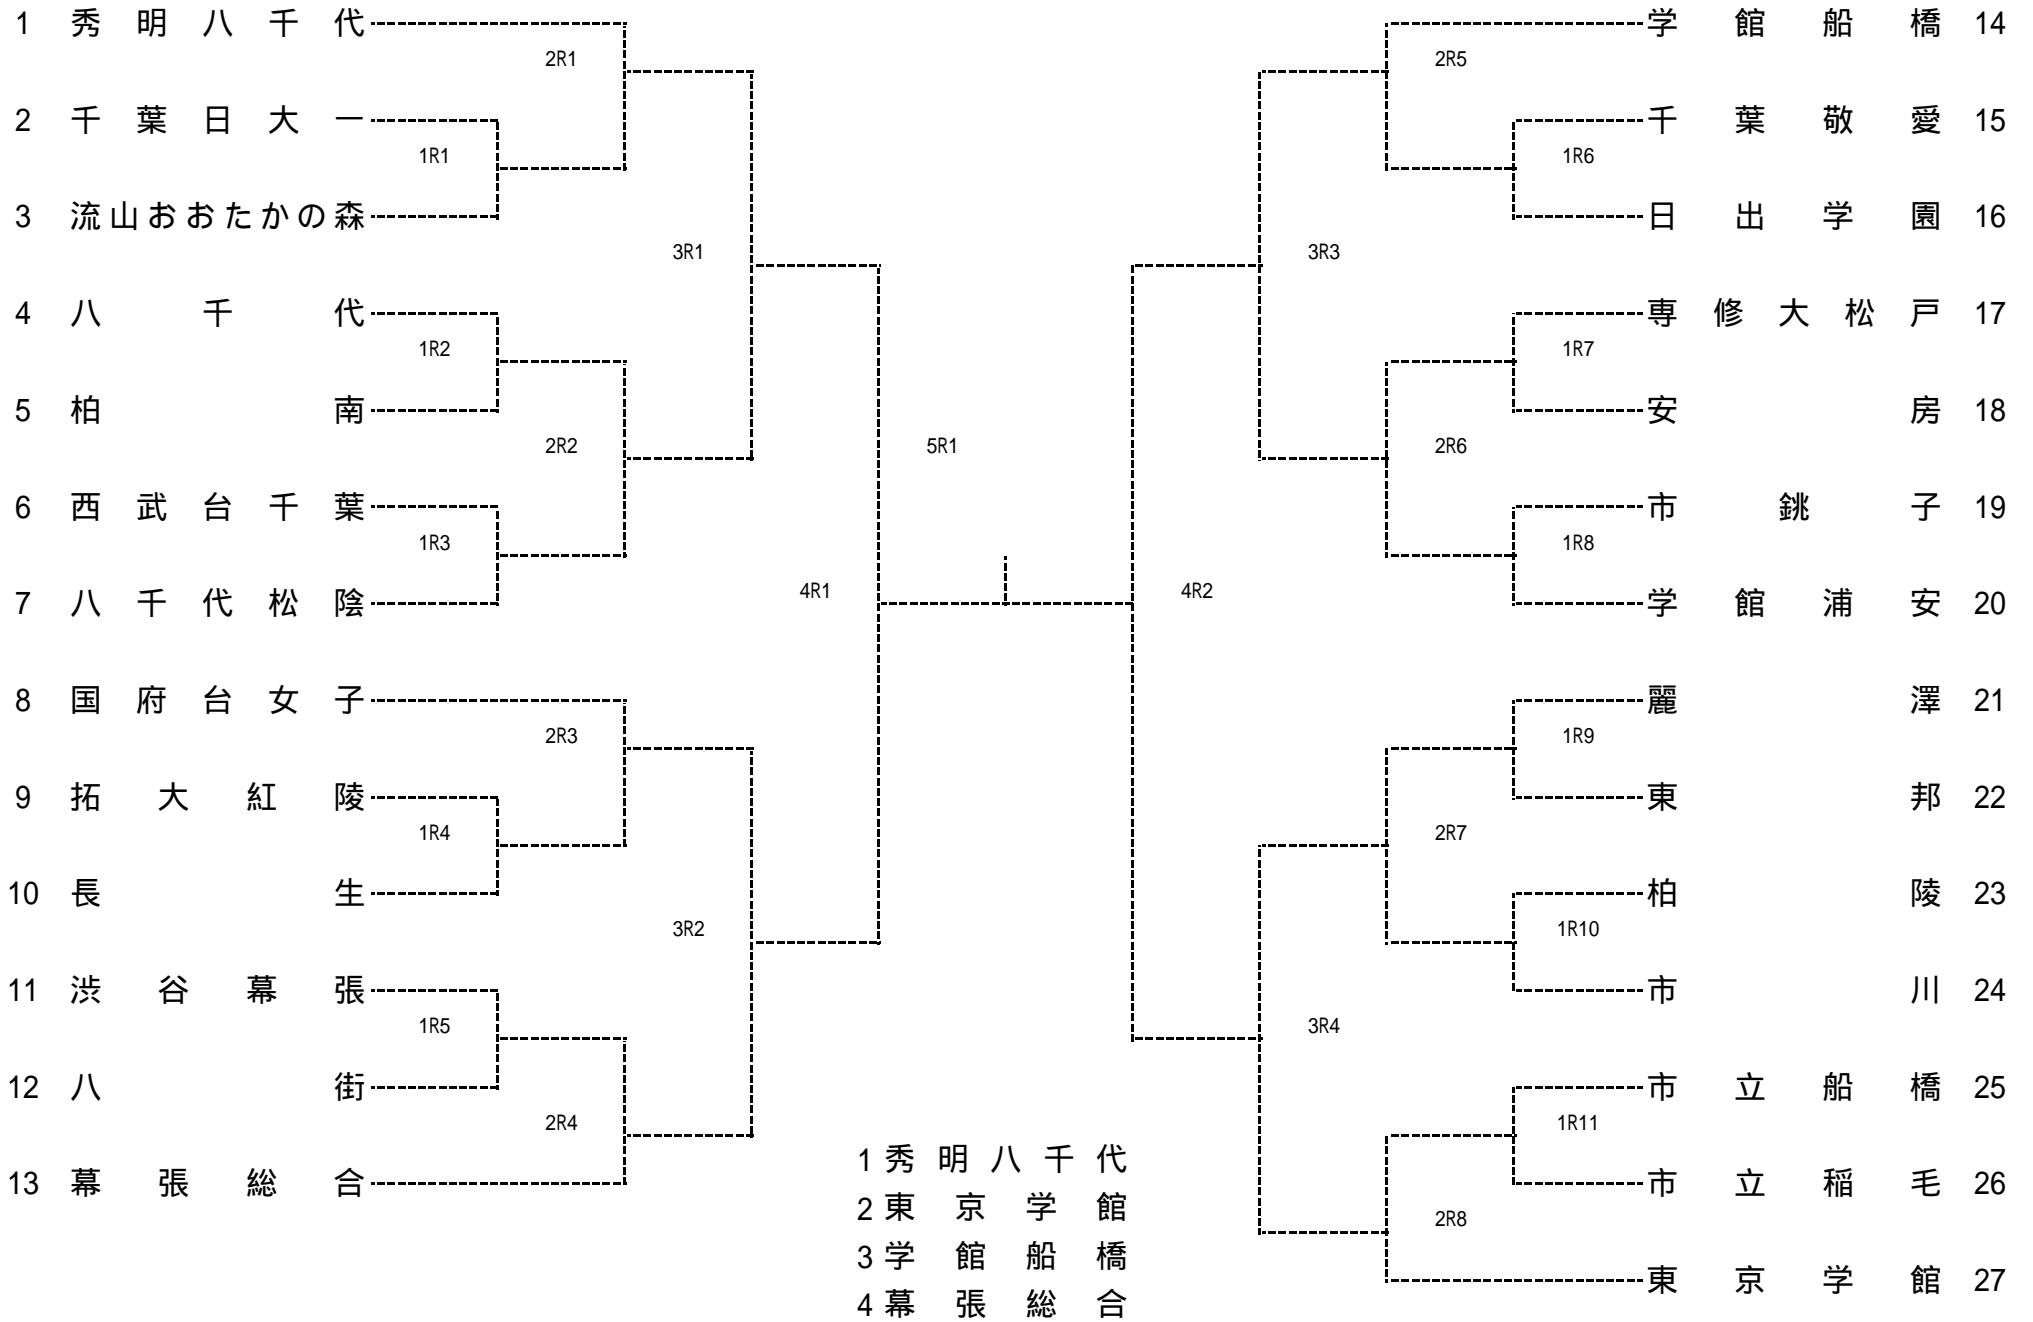 1 秀明八千代
2R1
2 千葉日大一
1R1
3 流山おおたかの森
3R1
4 八千代
1R2
5 柏南
2R2
6 西武台千葉
1R3
7 八千代松陰
4R1
8 国府台女子
2R3
9 拓大紅陵
1R4
10 長生
3R2
11 渋谷幕張
1R5
12 八街
2R4
13 幕張総合
5R1
学館船橋 14
2R5
千葉敬愛 15
1R6
日出学園 16
3R3
専修大松戸 17
1R7
安房 18
2R6
市銚子 19
1R8
学館浦安 20
4R2
麗澤 21
1R9
東邦 22
2R7
柏陵 23
1R10
市川 24
3R4
市立船橋 25
1R11
市立稲毛 26
2R8
東京学館 27
1 秀明八千代
2 東京学館
3 学館船橋
4 幕張総合